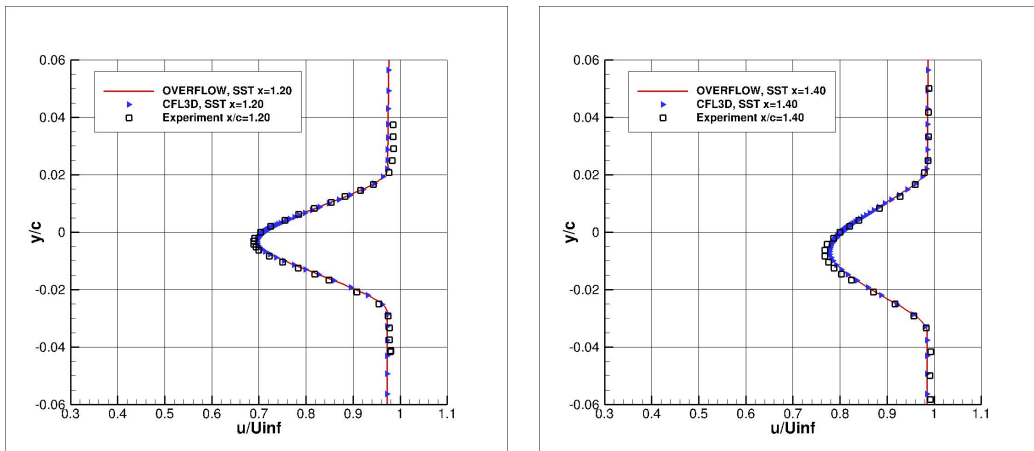 0.06
0.04
0.02
0
-0.02
-0.04
-0.06
y/c
OVERFLOW, SST x=1.20
CFL3D, SST x=1.20
Experiment x/c=1.20
0.3 0.4 0.5 0.6 0.7 0.8 0.9 1 1.1
u/Uinf
0.06
0.04
0.02
0
-0.02
-0.04
-0.06
y/c
OVERFLOW, SST x=1.40
CFL3D, SST x=1.40
Experiment x/c=1.40
0.3 0.4 0.5 0.6 0.7 0.8 0.9 1 1.1
u/Uinf